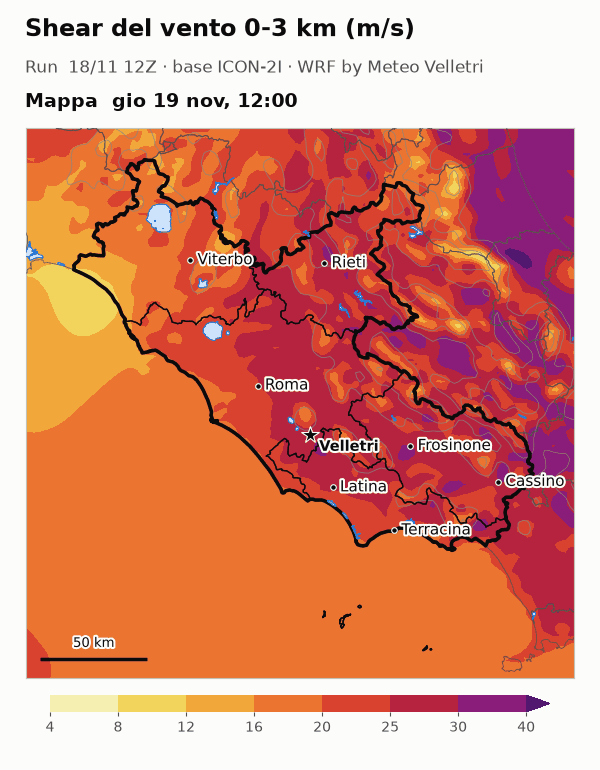 Shear del vento 0-3 km (m/s)
Run  18/11 12Z · base ICON-2I · WRF by Meteo Velletri
Mappa  gio 19 nov, 12:00
Viterbo
Rieti
Roma
Velletri
Frosinone
Latina
Cassino
Terracina
50 km
4 8 12 16 20 25 30 40